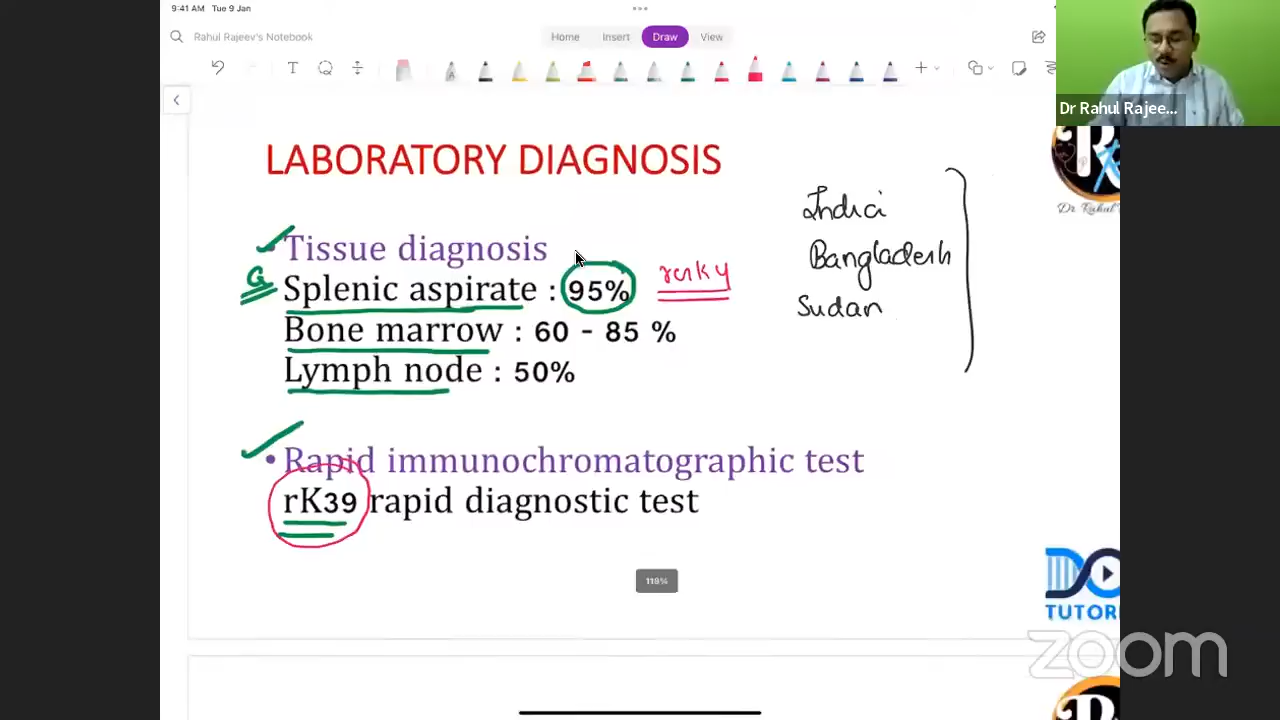 9:41 AM Tue 9 Jan
Rahul Rajeev's Notebook
Home Insert Draw View
Dr Rahul Rajee...
LABORATORY DIAGNOSIS
• Tissue diagnosis
G Splenic aspirate : 95%
Bone marrow : 60 - 85 %
Lymph node : 50%
India
Bangladesh
Sudan
• Rapid immunochromatographic test
rK39 rapid diagnostic test
118%
TUTOR
zoom